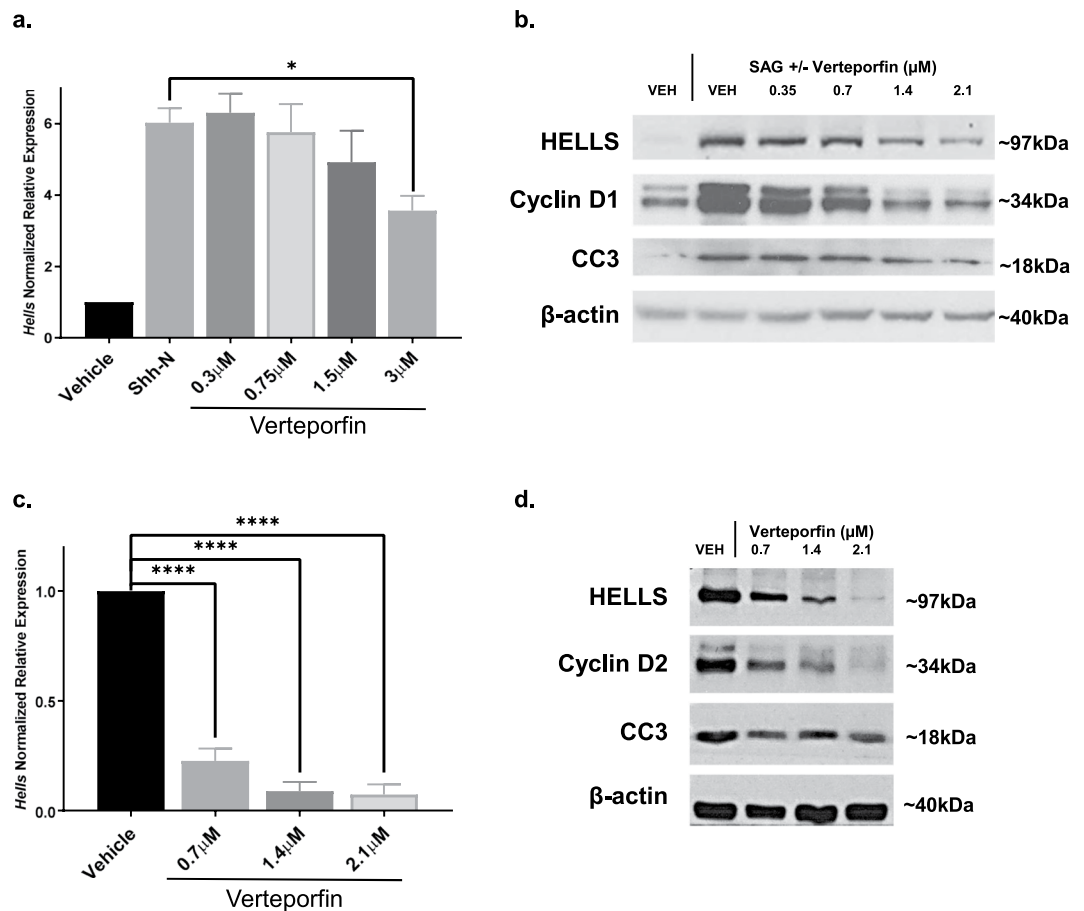 a.
*
Hells Normalized Relative Expression
6
4
2
0
Vehicle
Shh-N
0.3μM
0.75μM
1.5μM
3μM
Verteporfin
b.
SAG +/- Verteporfin (μM)
VEH VEH 0.35 0.7 1.4 2.1
HELLS ~97kDa
Cyclin D1 ~34kDa
CC3 ~18kDa
β-actin ~40kDa
c.
****
****
****
Hells Normalized Relative Expression
1.0
0.5
0.0
Vehicle
0.7μM
1.4μM
2.1μM
Verteporfin
d.
Verteporfin (μM)
VEH 0.7 1.4 2.1
HELLS ~97kDa
Cyclin D2 ~34kDa
CC3 ~18kDa
β-actin ~40kDa